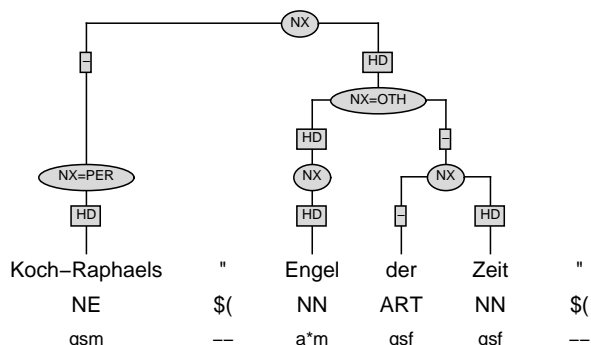 NX
– HD
NX=OTH
HD –
NX=PER NX NX
HD HD – HD
Koch–Raphaels " Engel der Zeit "
NE $( NN ART NN $(
gsm –– a*m gsf gsf ––